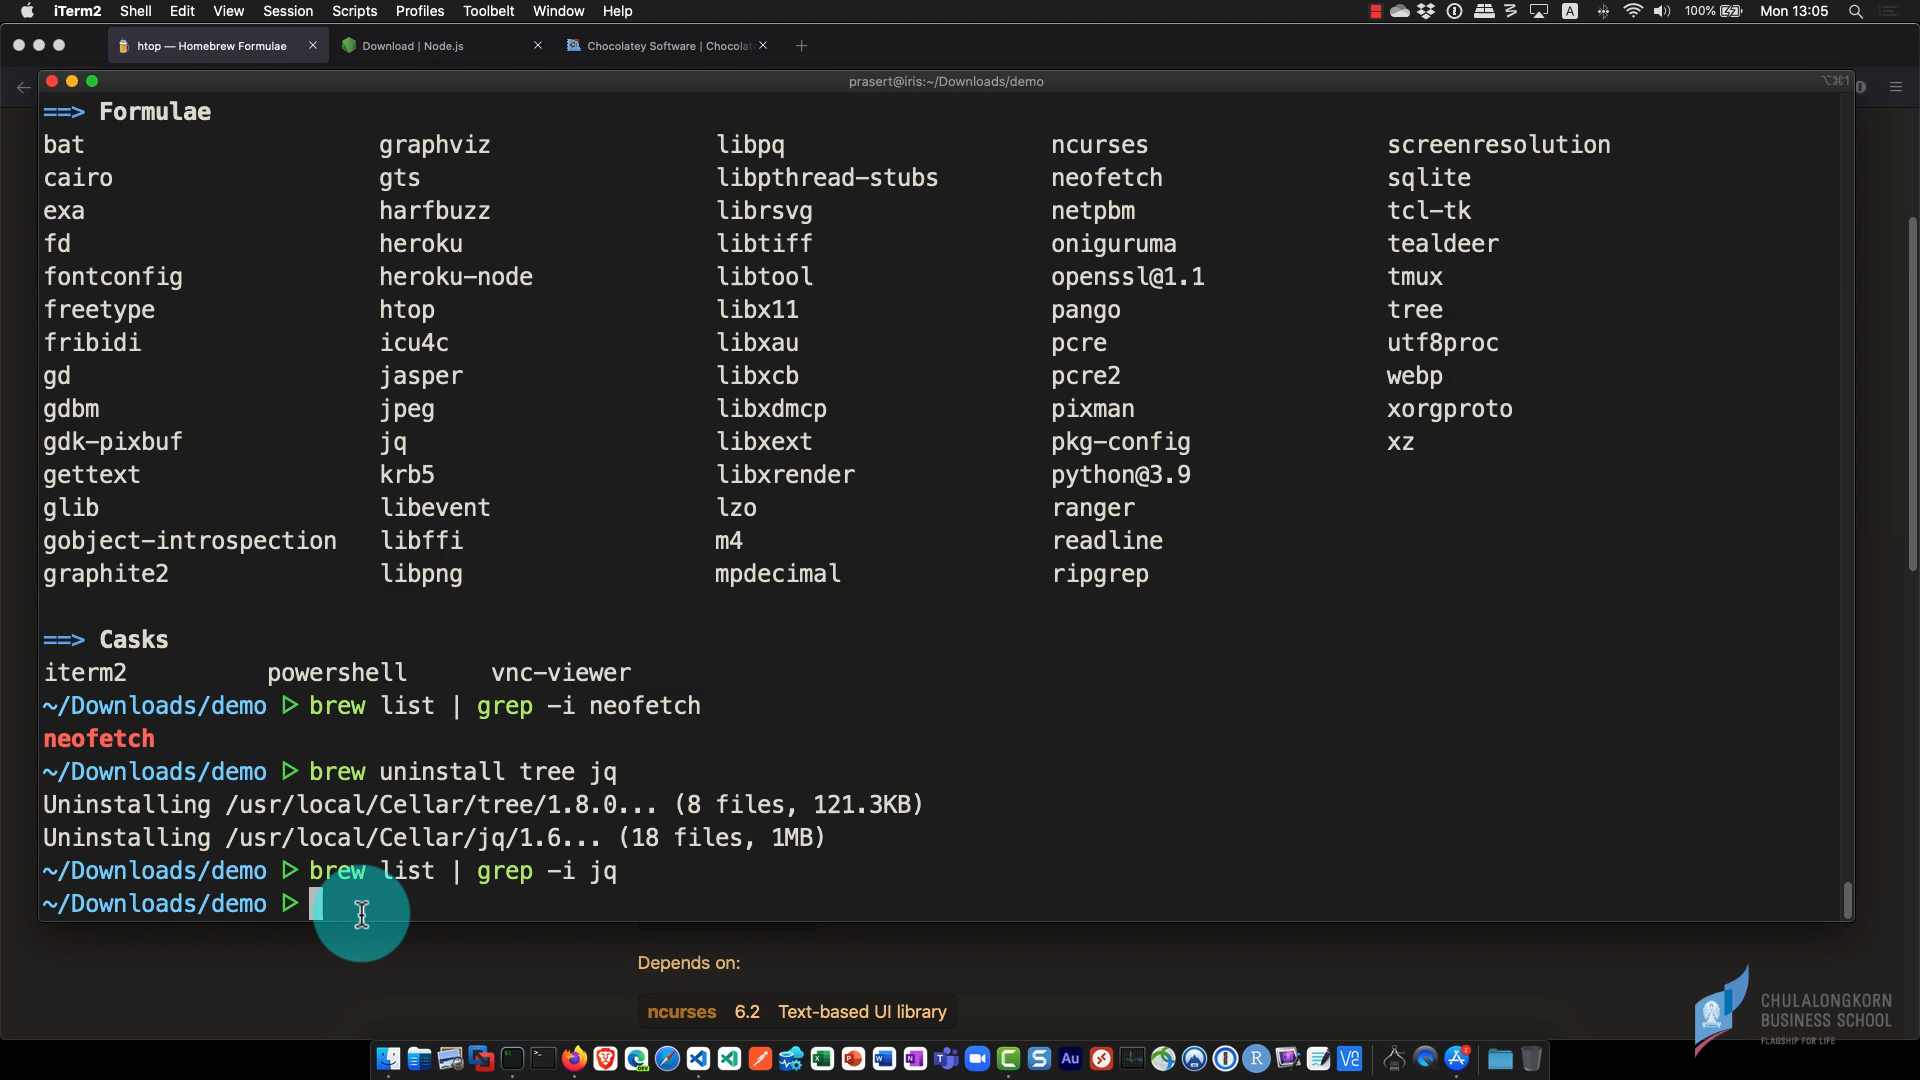 iTerm2 Shell Edit View Session Scripts Profiles Toolbelt Window Help 100% Mon 13:05
htop — Homebrew Formulae Download | Node.js Chocolatey Software | Chocolat
prasert@iris:~/Downloads/demo ⌥⌘1
==> Formulae
bat graphviz libpq ncurses screenresolution
cairo gts libpthread-stubs neofetch sqlite
exa harfbuzz librsvg netpbm tcl-tk
fd heroku libtiff oniguruma tealdeer
fontconfig heroku-node libtool openssl@1.1 tmux
freetype htop libx11 pango tree
fribidi icu4c libxau pcre utf8proc
gd jasper libxcb pcre2 webp
gdbm jpeg libxdmcp pixman xorgproto
gdk-pixbuf jq libxext pkg-config xz
gettext krb5 libxrender python@3.9
glib libevent lzo ranger
gobject-introspection libffi m4 readline
graphite2 libpng mpdecimal ripgrep
==> Casks
iterm2 powershell vnc-viewer
~/Downloads/demo ▷ brew list | grep -i neofetch
neofetch
~/Downloads/demo ▷ brew uninstall tree jq
Uninstalling /usr/local/Cellar/tree/1.8.0... (8 files, 121.3KB)
Uninstalling /usr/local/Cellar/jq/1.6... (18 files, 1MB)
~/Downloads/demo ▷ brew list | grep -i jq
~/Downloads/demo ▷
Depends on:
ncurses 6.2 Text-based UI library
CHULALONGKORN
BUSINESS SCHOOL
FLAGSHIP FOR LIFE